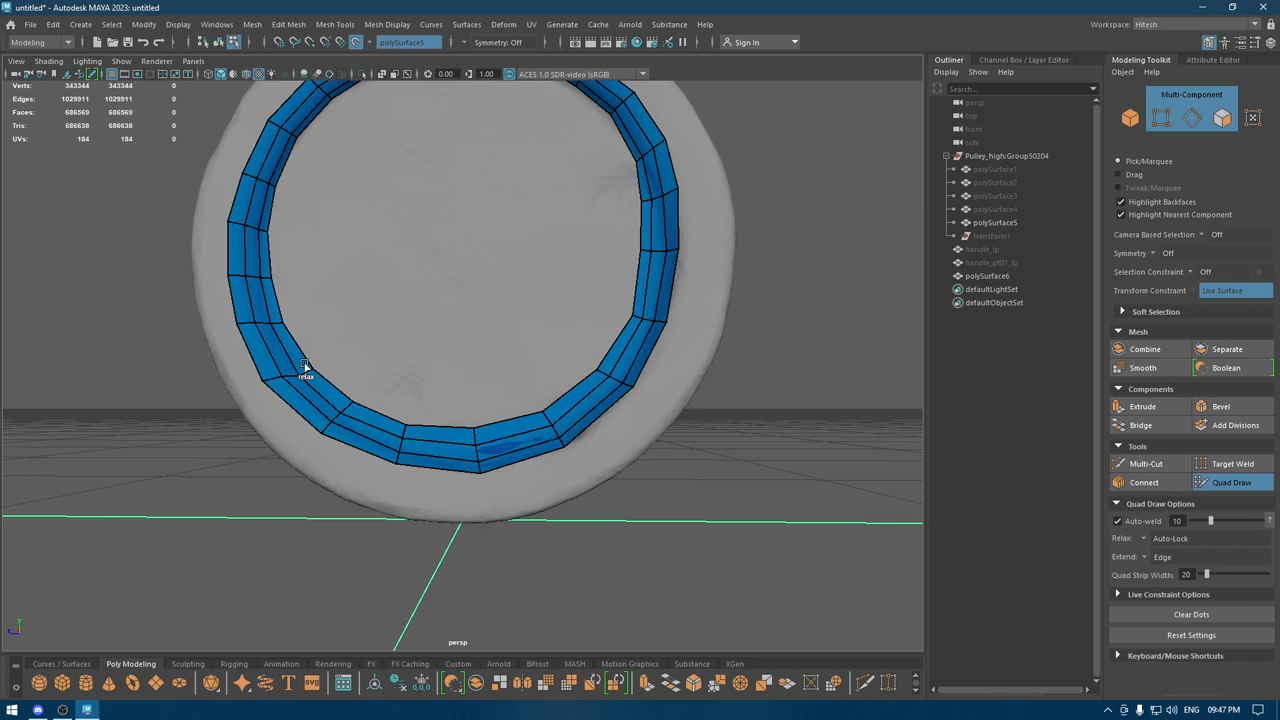 untitled* - Autodesk MAYA 2023: untitled
File Edit Create Select Modify Display Windows Mesh Edit Mesh Mesh Tools Mesh Display Curves Surfaces Deform UV Generate Cache Arnold Substance Help
Workspace: Hitesh
Modeling polySurface5 Symmetry: Off Sign In
View Shading Lighting Show Renderer Panels
0.00 1.00 ACES 1.0 SDR-video (sRGB)
Verts: 343344 343344 0
Edges: 1029911 1029911 0
Faces: 686569 686569 0
Tris: 686638 686638 0
UVs: 184 184 0
relax
persp
Outliner Channel Box / Layer Editor
Display Show Help
Search...
persp
top
front
side
Pulley_high:Group50204
polySurface1
polySurface2
polySurface3
polySurface4
polySurface5
transform1
handle_lp
handle_pt01_lp
polySurface6
defaultLightSet
defaultObjectSet
Modeling Toolkit Attribute Editor
Object Help
Multi-Component
Pick/Marquee
Drag
Tweak/Marquee
Highlight Backfaces
Highlight Nearest Component
Camera Based Selection Off
Symmetry Off
Selection Constraint Off 0
Transform Constraint Live Surface
Soft Selection
Mesh
Combine Separate
Smooth Boolean
Components
Extrude Bevel
Bridge Add Divisions
Tools
Multi-Cut Target Weld
Connect Quad Draw
Quad Draw Options
Auto-weld 10 ?
Relax: Auto-Lock
Extend: Edge
Quad Strip Width: 20
Live Constraint Options
Clear Dots
Reset Settings
Keyboard/Mouse Shortcuts
Curves / Surfaces Poly Modeling Sculpting Rigging Animation Rendering FX FX Caching Custom Arnold Bifrost MASH Motion Graphics Substance XGen
SVG
0,0,0
ENG 09:47 PM